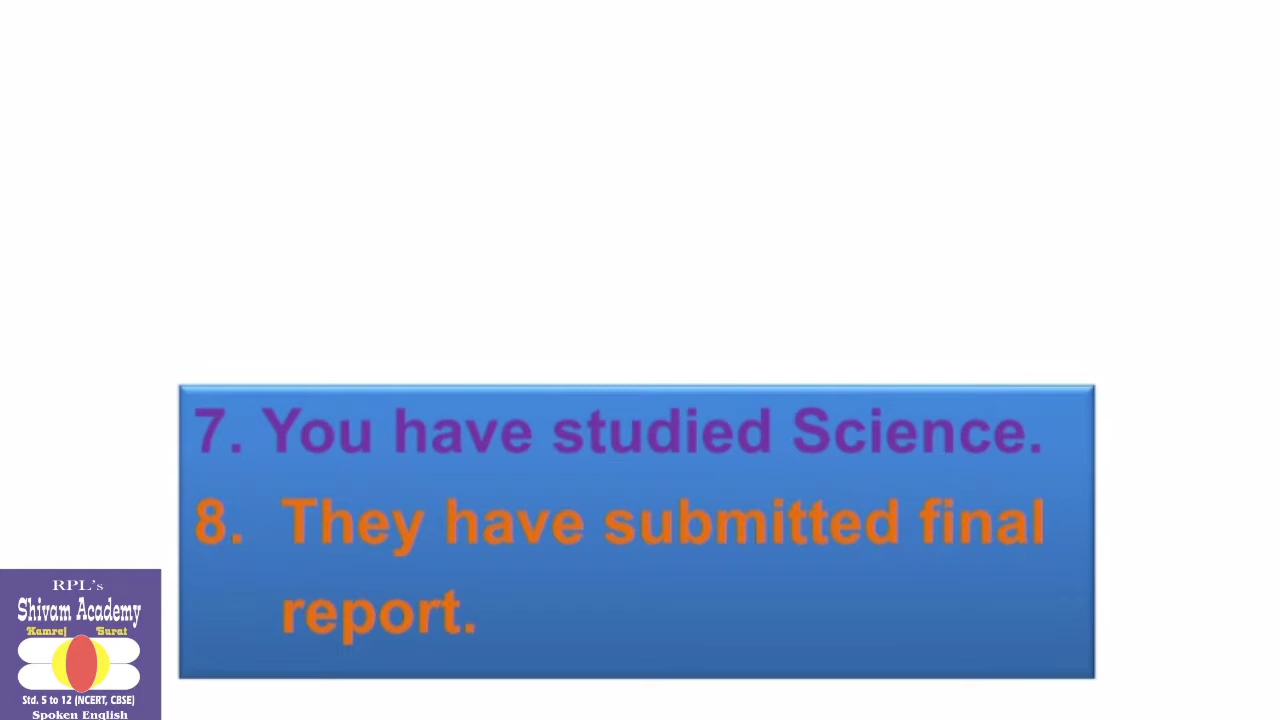 7. You have studied Science.
8. They have submitted final
report.
RPL's
Shivam Academy
Kamrej Surat
Std. 5 to 12 (NCERT, CBSE)
Spoken English